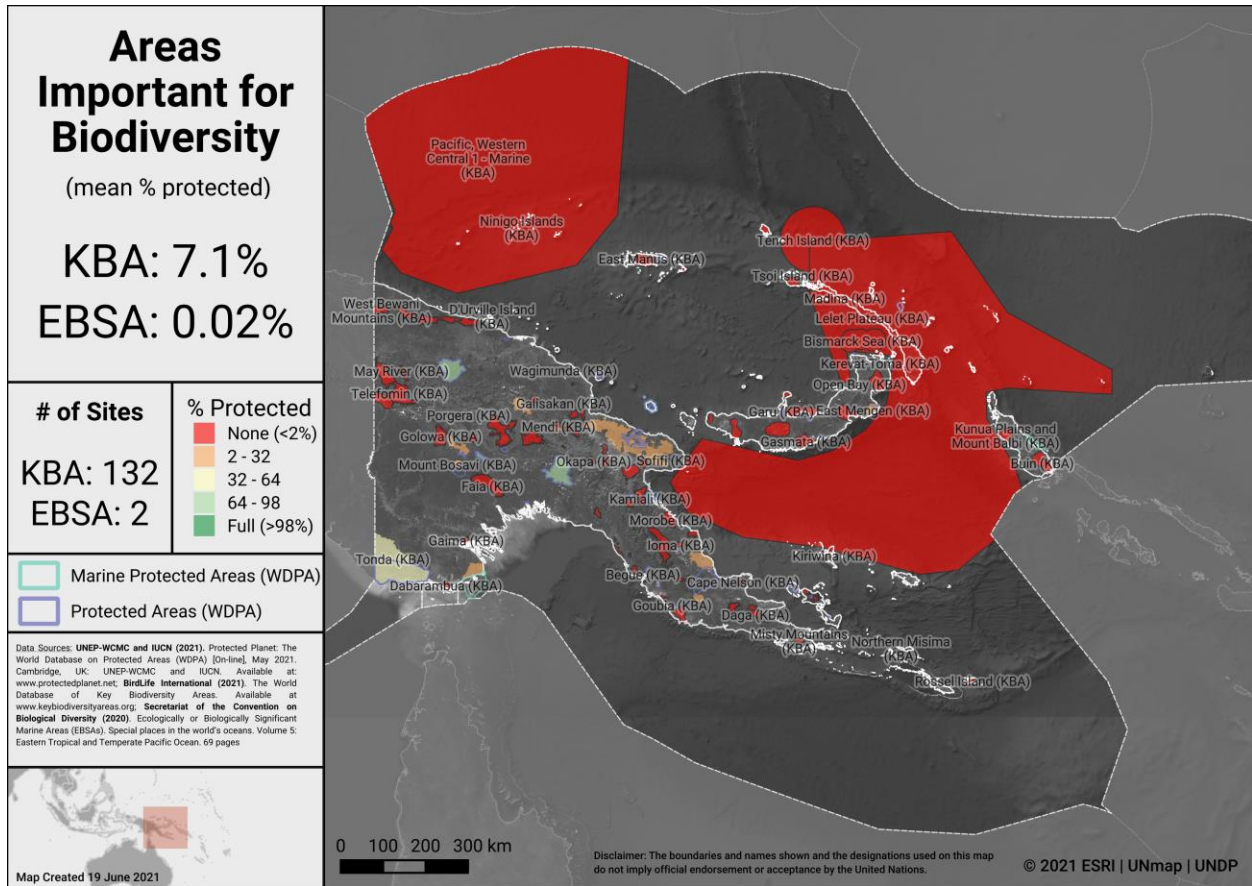 Areas
Important for
Biodiversity
(mean % protected)
KBA: 7.1%
EBSA: 0.02%
# of Sites
KBA: 132
EBSA: 2
% Protected
None (<2%)
2 - 32
32 - 64
64 - 98
Full (>98%)
Marine Protected Areas (WDPA)
Protected Areas (WDPA)
Data Sources: UNEP-WCMC and IUCN (2021). Protected Planet: The
World Database on Protected Areas (WDPA) [On-line], May 2021.
Cambridge, UK: UNEP-WCMC and IUCN. Available at:
www.protectedplanet.net; BirdLife International (2021). The World
Database of Key Biodiversity Areas. Available at
www.keybiodiversityareas.org; Secretariat of the Convention on
Biological Diversity (2020). Ecologically or Biologically Significant
Marine Areas (EBSAs). Special places in the world's oceans. Volume 5:
Eastern Tropical and Temperate Pacific Ocean. 69 pages
Map Created 19 June 2021
Pacific, Western
Central 1 - Marine
(KBA)
Ninigo Islands
(KBA)
Tench Island (KBA)
East Manus (KBA)
Tsoi Island (KBA)
Madina (KBA)
West Bewani
Mountains (KBA)
D'Urville Island
(KBA)
Lelet Plateau (KBA)
Bismarck Sea (KBA)
Kerevat-Toma (KBA)
May River (KBA)
Wagimunda (KBA)
Open Bay (KBA)
Telefomin (KBA)
Galisakan (KBA)
Porgera (KBA)
Garu (KBA)
East Mengen (KBA)
Mendi (KBA)
Golowa (KBA)
Gasmata (KBA)
Kunua Plains and
Mount Balbi (KBA)
Buin (KBA)
Mount Bosavi (KBA)
Okapa (KBA)
Sofifi (KBA)
Faia (KBA)
Kamiali (KBA)
Morobe (KBA)
Gaima (KBA)
Ioma (KBA)
Kiriwina (KBA)
Tonda (KBA)
Dabarambua (KBA)
Begue (KBA)
Cape Nelson (KBA)
Goubia (KBA)
Daga (KBA)
Misty Mountains
(KBA)
Northern Misima
(KBA)
Rossel Island (KBA)
0 100 200 300 km
Disclaimer: The boundaries and names shown and the designations used on this map
do not imply official endorsement or acceptance by the United Nations.
© 2021 ESRI | UNmap | UNDP